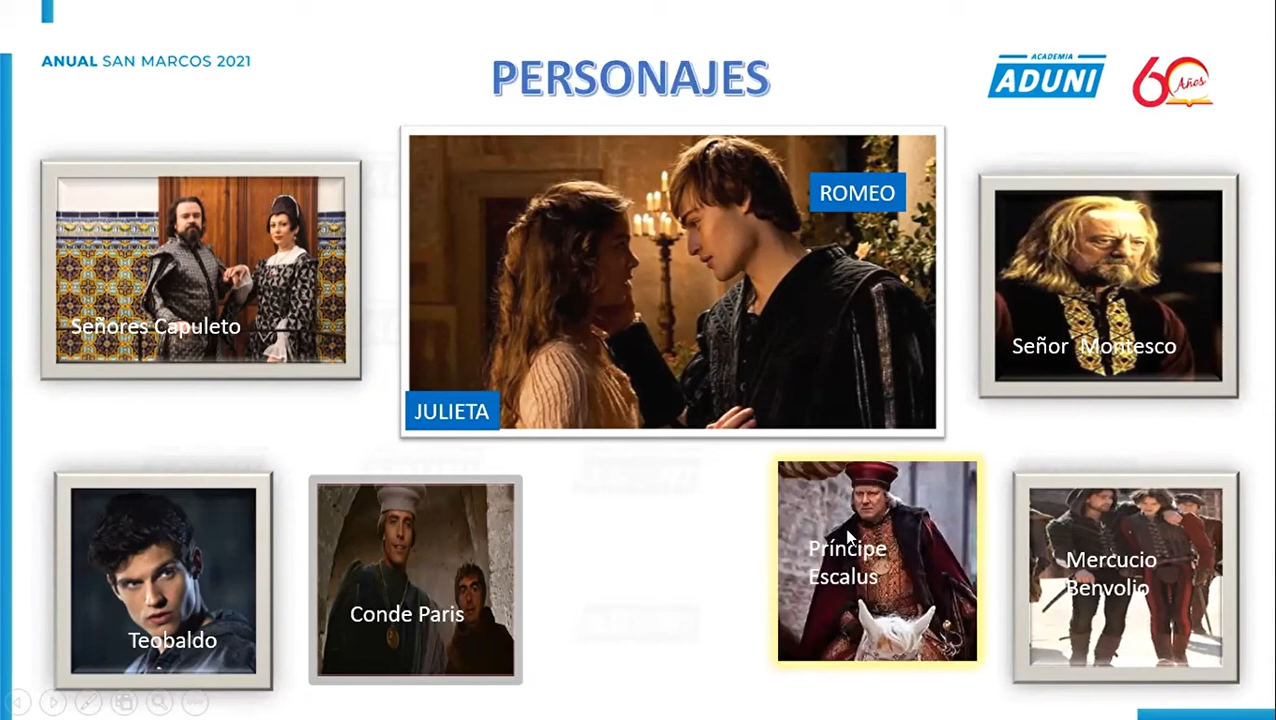 ANUAL SAN MARCOS 2021
PERSONAJES
ACADEMIA
ADUNI
60 Años
ROMEO
JULIETA
Señores Capuleto
Señor Montesco
Teobaldo
Conde Paris
Príncipe
Escalus
Mercucio
Benvolio